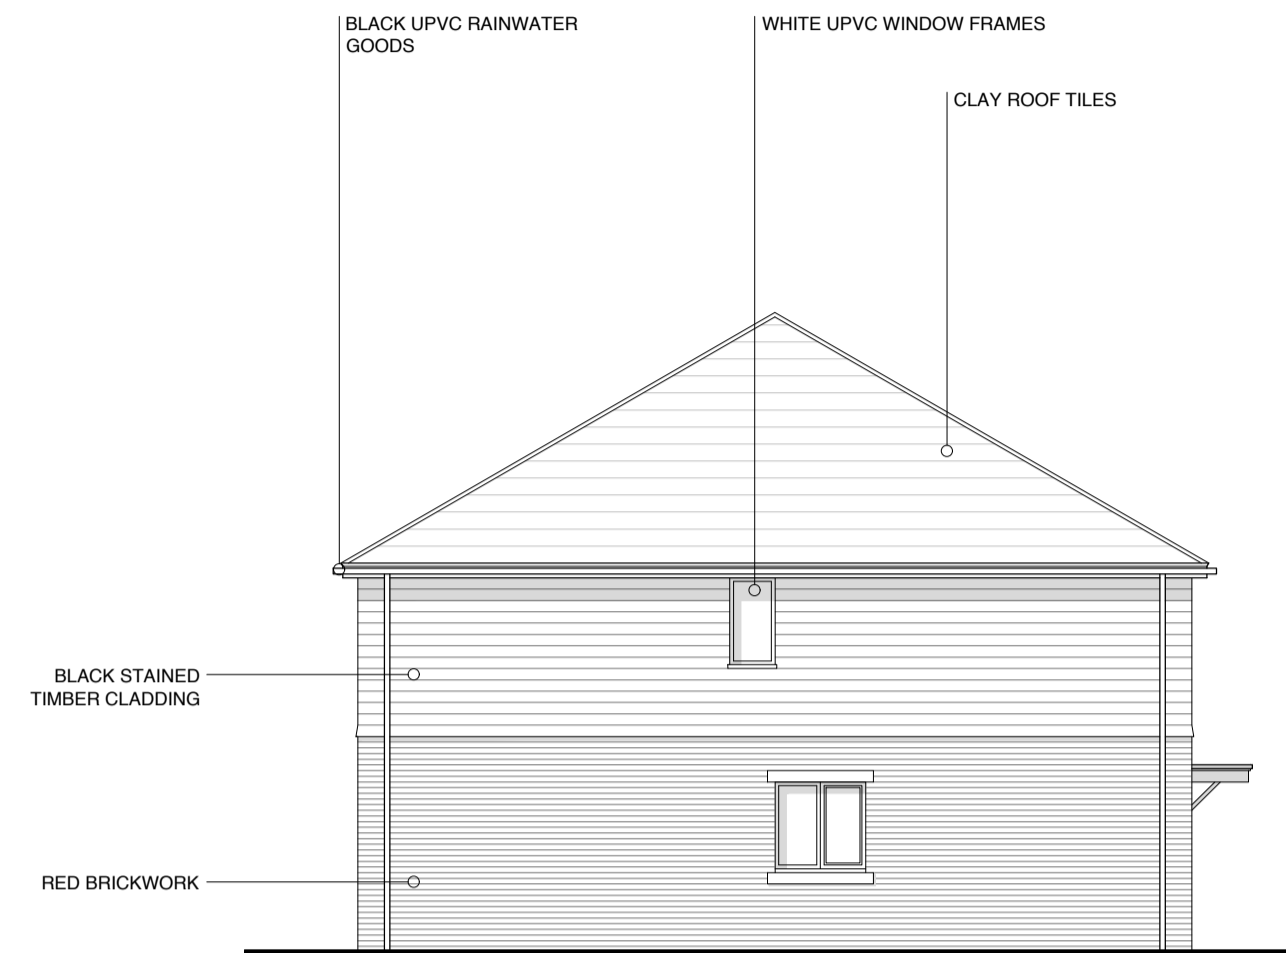 BLACK UPVC RAINWATER
GOODS
WHITE UPVC WINDOW FRAMES
CLAY ROOF TILES
BLACK STAINED
TIMBER CLADDING
RED BRICKWORK